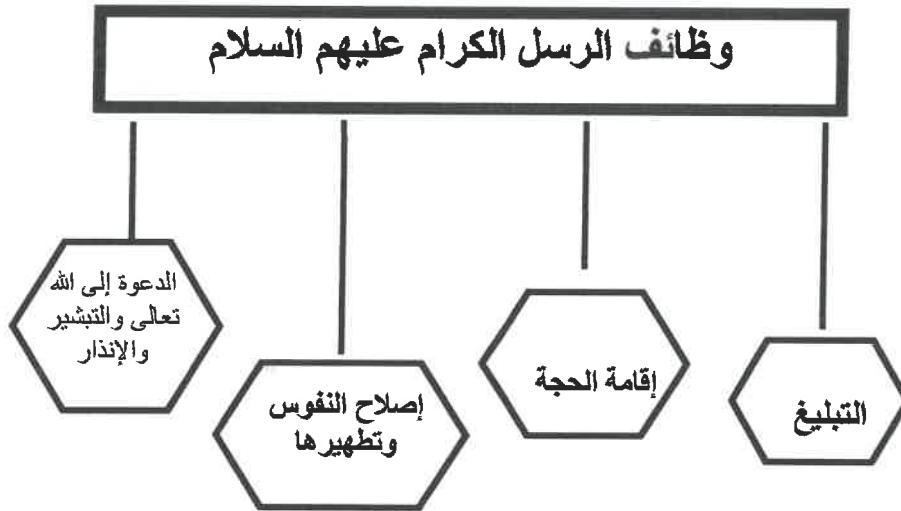 وظائف الرسل الكرام عليهم السلام
التبليغ
إقامة الحجة
إصلاح النفوس
وتطهيرها
الدعوة إلى الله
تعالى والتبشير
والإنذار